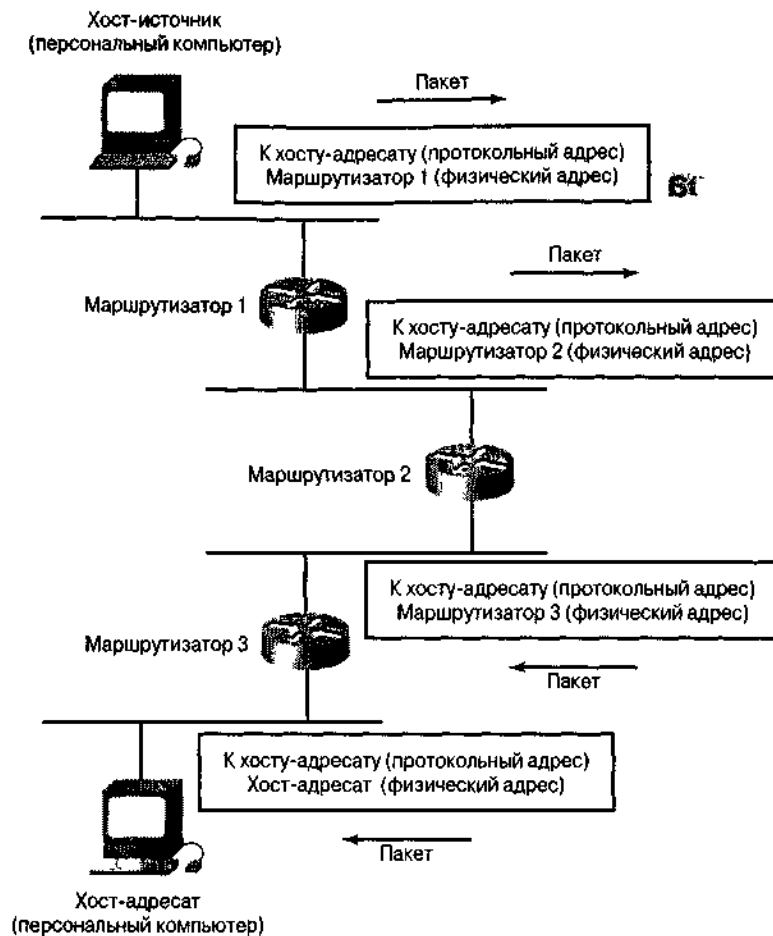 Хост-источник
(персональный компьютер)
Пакет
К хосту-адресату (протокольный адрес)
Маршрутизатор 1 (физический адрес)
Пакет
Маршрутизатор 1
К хосту-адресату (протокольный адрес)
Маршрутизатор 2 (физический адрес)
Маршрутизатор 2
К хосту-адресату (протокольный адрес)
Маршрутизатор 3 (физический адрес)
Маршрутизатор 3
Пакет
К хосту-адресату (протокольный адрес)
Хост-адресат (физический адрес)
Пакет
Хост-адресат
(персональный компьютер)